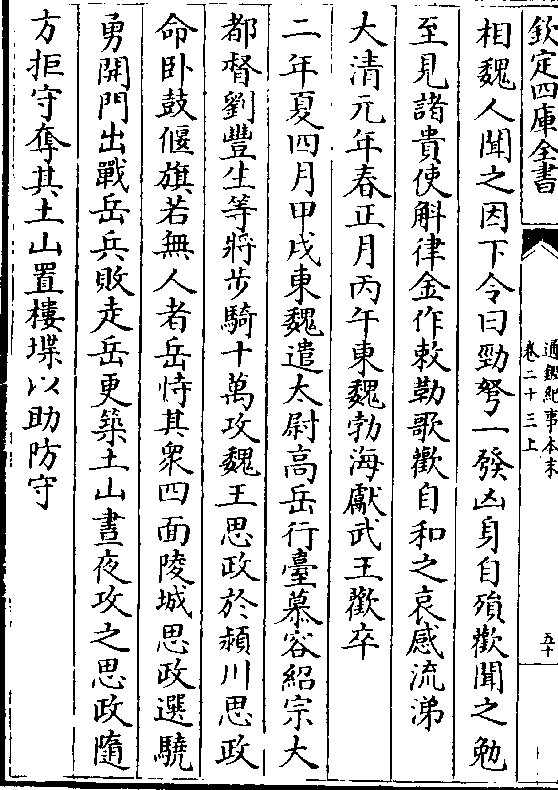 欽定四庫全書
通鑑紀事本末
卷二十三上
五十
相魏人聞之因下令曰勁弩一發凶身自殞歡聞之勉
至見諸貴使斛律金作敕勒歌歡自和之哀感流涕
大清元年春正月丙午東魏勃海獻武王歡卒
二年夏四月甲戌東魏遣太尉高岳行臺慕容紹宗大
都督劉豐生等將步騎十萬攻魏王思政於潁川思政
命臥鼓偃旗若無人者岳恃其衆四面陵城思政選驍
勇開門出戰岳兵敗走岳更築土山晝夜攻之思政隨
方拒守奪其土山置樓堞以助防守